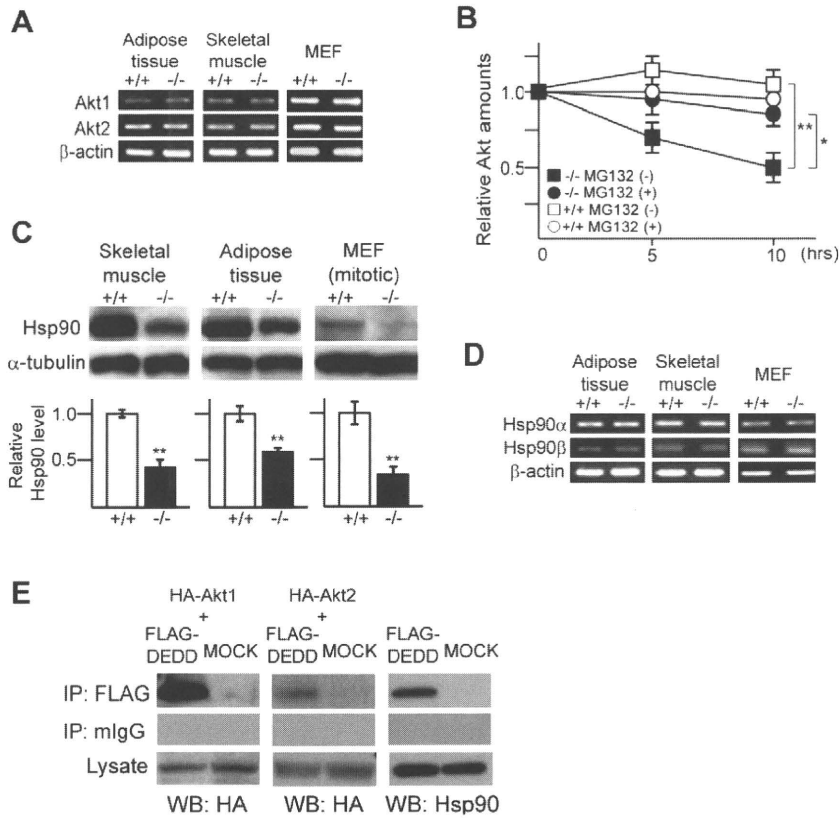 A
Adipose tissue
Skeletal muscle
MEF
+/+ -/- +/+ -/- +/+ -/-
Akt1
Akt2
β-actin
B
Relative Akt amounts
1.0
0.5
** *
■ -/- MG132 (-)
● -/- MG132 (+)
□ +/+ MG132 (-)
○ +/+ MG132 (+)
0 5 10 (hrs)
C
Skeletal muscle
Adipose tissue
MEF (mitotic)
+/+ -/- +/+ -/- +/+ -/-
Hsp90
α-tubulin
Relative Hsp90 level
1.0
0.5
** ** **
+/+ -/- +/+ -/- +/+ -/-
D
Adipose tissue
Skeletal muscle
MEF
+/+ -/- +/+ -/- +/+ -/-
Hsp90α
Hsp90β
β-actin
E
HA-Akt1 + FLAG-DEDD MOCK
HA-Akt2 + FLAG-DEDD MOCK
FLAG-DEDD MOCK
IP: FLAG
IP: mIgG
Lysate
WB: HA WB: HA WB: Hsp90